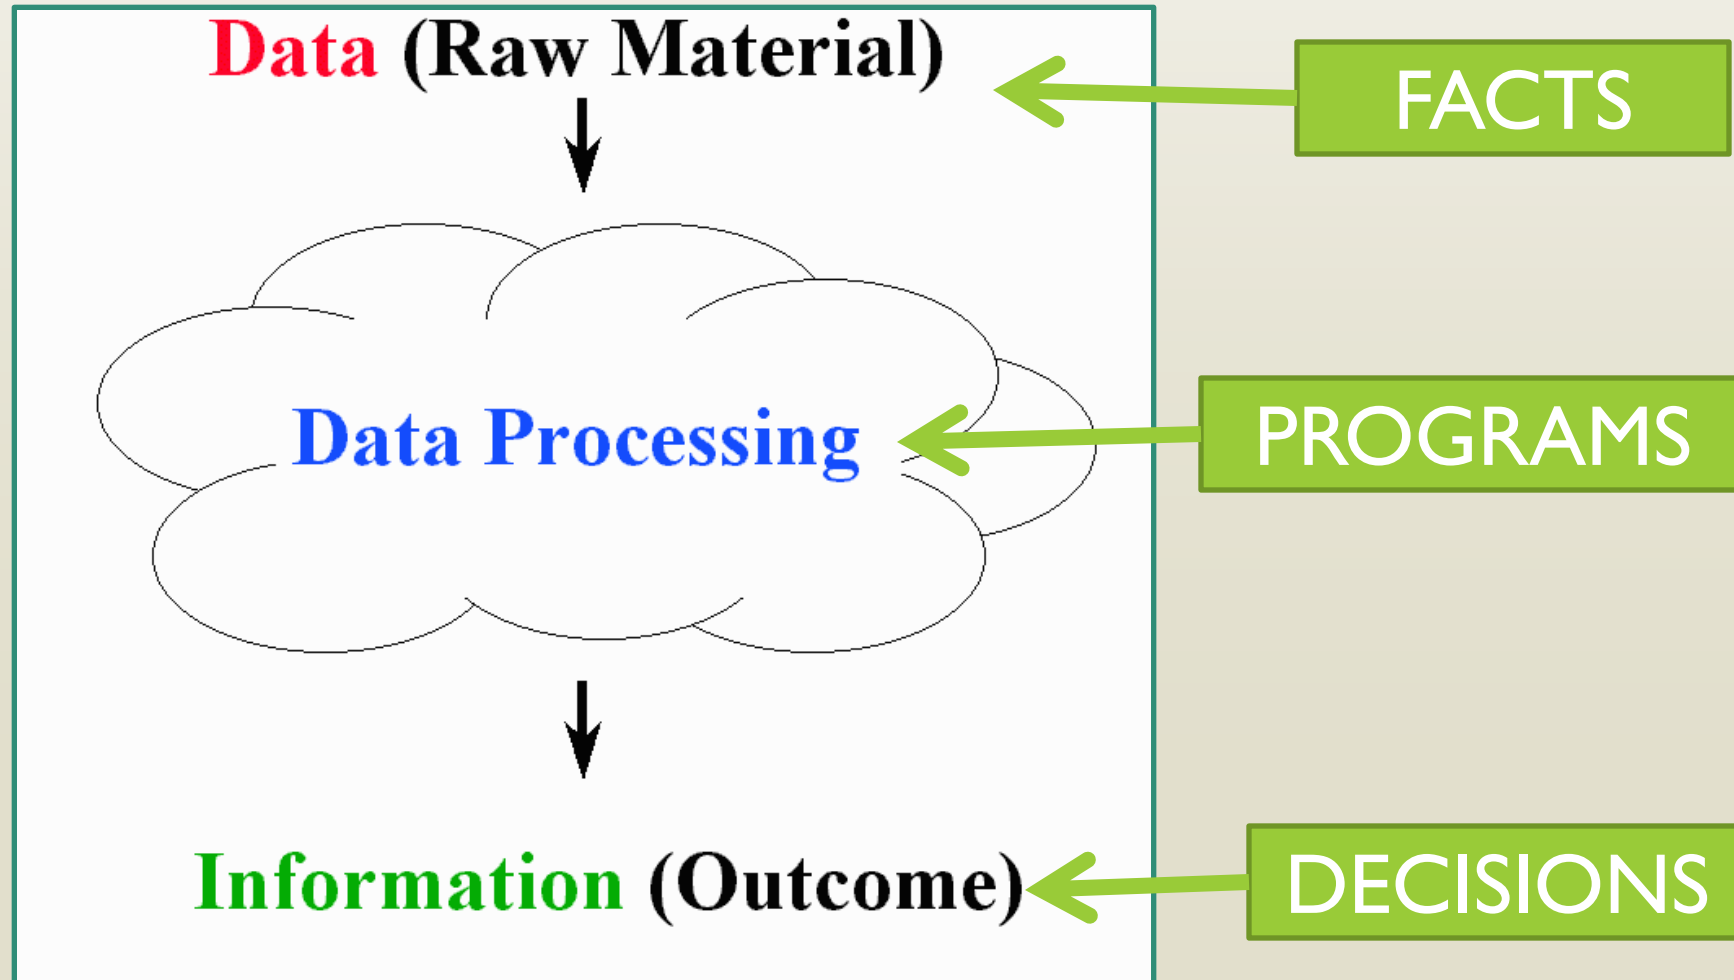 Data (Raw Material)
FACTS
Data Processing
PROGRAMS
Information (Outcome)
DECISIONS